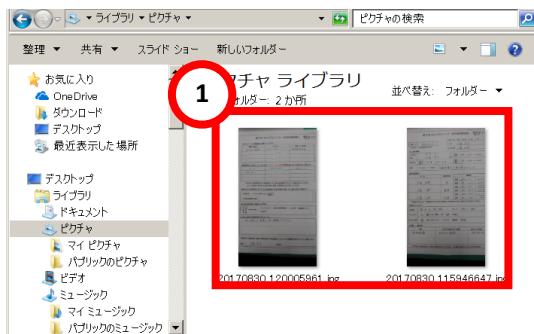 ライブラリ ▼ ピクチャ ▼
ピクチャの検索
整理 ▼ 共有 ▼ スライド ショー 新しいフォルダー
お気に入り
OneDrive
ダウンロード
デスクトップ
最近表示した場所
デスクトップ
ライブラリ
ドキュメント
ピクチャ
マイ ピクチャ
パブリックのピクチャ
ビデオ
ミュージック
マイ ミュージック
パブリックのミュージック
1
チャ ライブラリ
ォルダー: 2 か所
並べ替え: フォルダー ▼
20170830_120005961.jpg
20170830_115946647.jpg